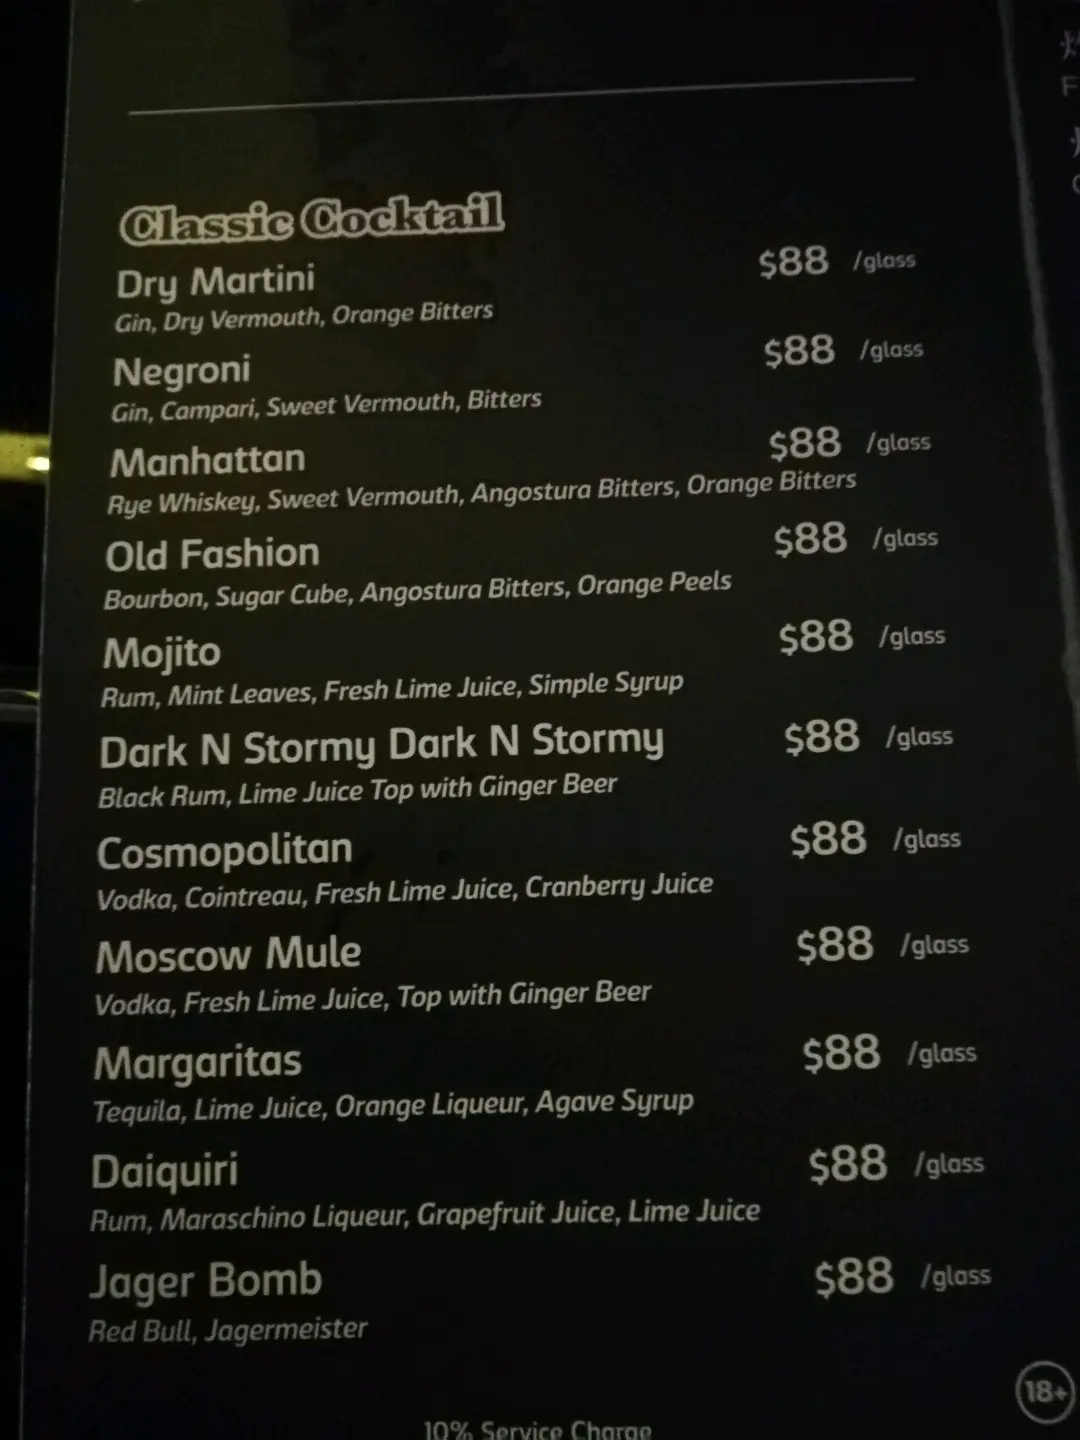 Classic Cocktail
Dry Martini $88 /glass
Gin, Dry Vermouth, Orange Bitters
Negroni $88 /glass
Gin, Campari, Sweet Vermouth, Bitters
Manhattan $88 /glass
Rye Whiskey, Sweet Vermouth, Angostura Bitters, Orange Bitters
Old Fashion $88 /glass
Bourbon, Sugar Cube, Angostura Bitters, Orange Peels
Mojito $88 /glass
Rum, Mint Leaves, Fresh Lime Juice, Simple Syrup
Dark N Stormy Dark N Stormy $88 /glass
Black Rum, Lime Juice Top with Ginger Beer
Cosmopolitan $88 /glass
Vodka, Cointreau, Fresh Lime Juice, Cranberry Juice
Moscow Mule $88 /glass
Vodka, Fresh Lime Juice, Top with Ginger Beer
Margaritas $88 /glass
Tequila, Lime Juice, Orange Liqueur, Agave Syrup
Daiquiri $88 /glass
Rum, Maraschino Liqueur, Grapefruit Juice, Lime Juice
Jager Bomb $88 /glass
Red Bull, Jagermeister
18+
10% Service Charge